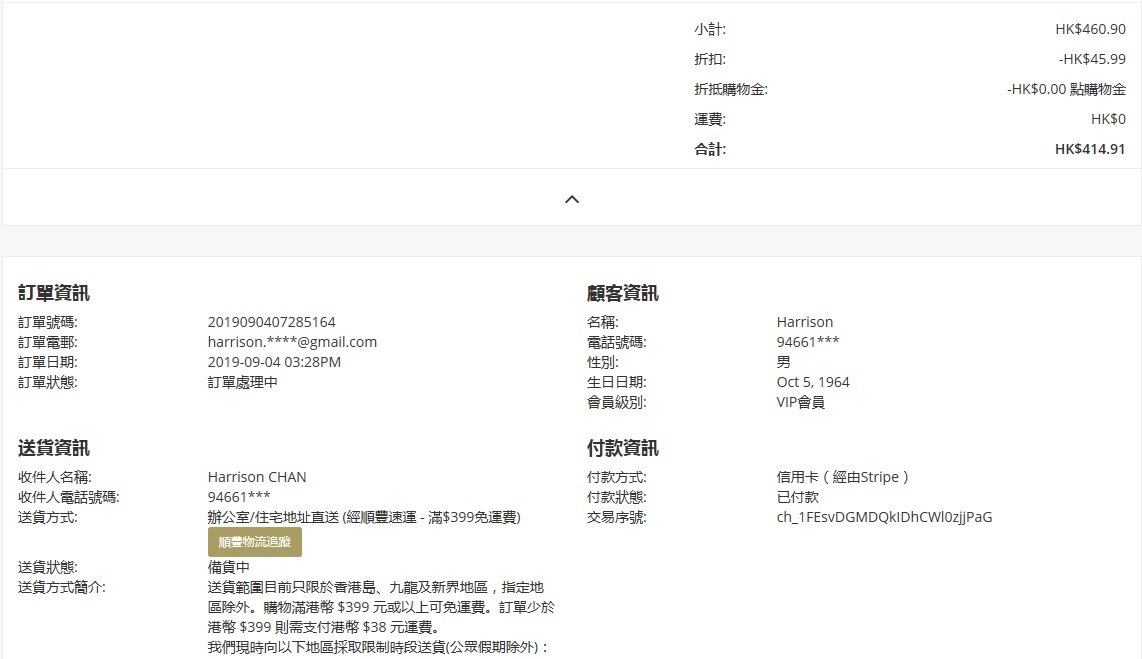 小計: HK$460.90
折扣: -HK$45.99
折抵購物金: -HK$0.00 點購物金
運費: HK$0
合計: HK$414.91
訂單資訊
訂單號碼: 2019090407285164
訂單電郵: harrison.****@gmail.com
訂單日期: 2019-09-04 03:28PM
訂單狀態: 訂單處理中
顧客資訊
名稱: Harrison
電話號碼: 94661***
性別: 男
生日日期: Oct 5, 1964
會員級別: VIP會員
送貨資訊
收件人名稱: Harrison CHAN
收件人電話號碼: 94661***
送貨方式: 辦公室/住宅地址直送 (經順豐速運 - 滿$399免運費)
順豐物流追蹤
送貨狀態: 備貨中
送貨方式簡介: 送貨範圍目前只限於香港島、九龍及新界地區，指定地
區除外。購物滿港幣 $399 元或以上可免運費。訂單少於
港幣 $399 則需支付港幣 $38 元運費。
我們現時向以下地區採取限制時段送貨(公眾假期除外)：
付款資訊
付款方式: 信用卡（經由Stripe）
付款狀態: 已付款
交易序號: ch_1FEsvDGMDQkIDhCWl0zjjPaG